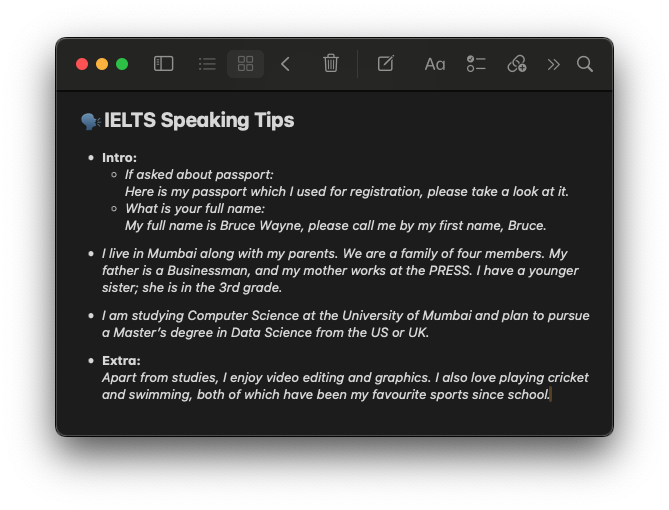 Aa
🗣IELTS Speaking Tips
• Intro:
◦ If asked about passport:
Here is my passport which I used for registration, please take a look at it.
◦ What is your full name:
My full name is Bruce Wayne, please call me by my first name, Bruce.
• I live in Mumbai along with my parents. We are a family of four members. My
father is a Businessman, and my mother works at the PRESS. I have a younger
sister; she is in the 3rd grade.
• I am studying Computer Science at the University of Mumbai and plan to pursue
a Master’s degree in Data Science from the US or UK.
• Extra:
Apart from studies, I enjoy video editing and graphics. I also love playing cricket
and swimming, both of which have been my favourite sports since school.